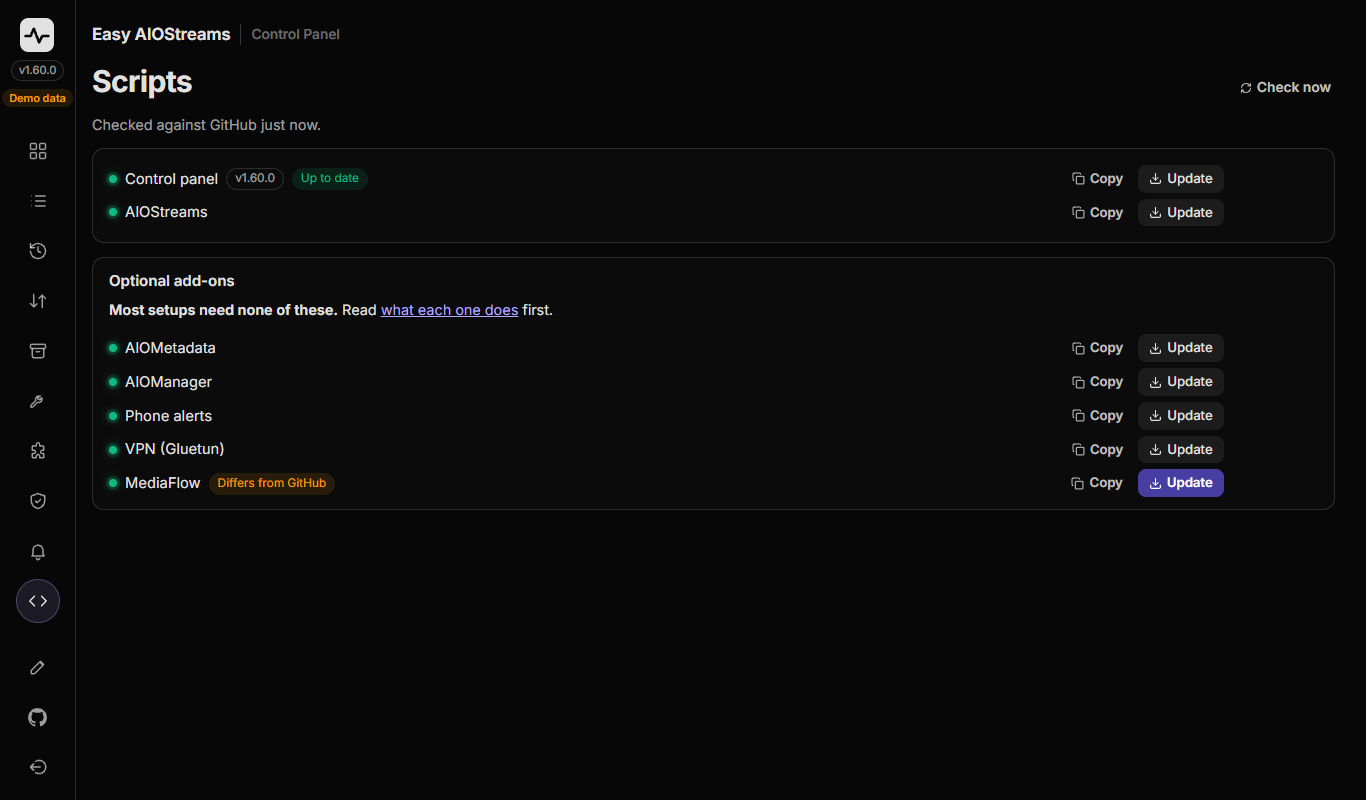 Easy AIOStreams | Control Panel
v1.60.0
Demo data
Scripts
Check now
Checked against GitHub just now.
Control panel v1.60.0 Up to date Copy Update
AIOStreams Copy Update
Optional add-ons
Most setups need none of these. Read what each one does first.
AIOMetadata Copy Update
AIOManager Copy Update
Phone alerts Copy Update
VPN (Gluetun) Copy Update
MediaFlow Differs from GitHub Copy Update